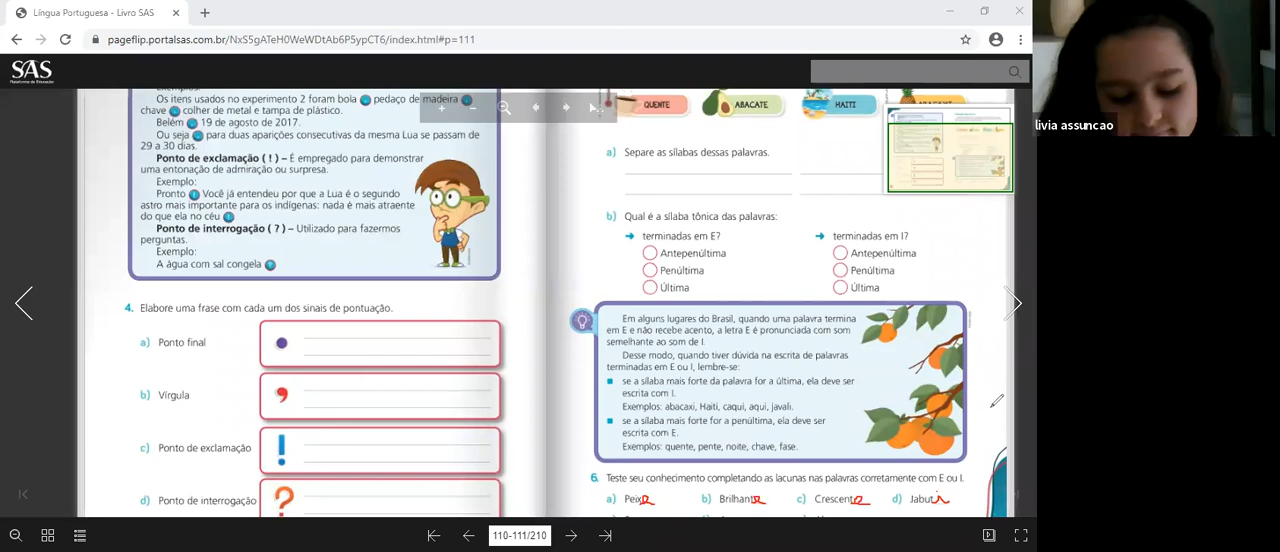 Língua Portuguesa - Livro SAS
pageflip.portalsas.com.br/NxS5gATeH0WeWDtAb6P5ypCT6/index.html#p=111
SAS
Plataforma de Educação
Exemplos:
Os itens usados no experimento 2 foram bola , pedaço de madeira ,
chave , colher de metal e tampa de plástico.
Belém , 19 de agosto de 2017.
Ou seja , para duas aparições consecutivas da mesma Lua se passam de
29 a 30 dias.
Ponto de exclamação ( ! ) – É empregado para demonstrar
uma entonação de admiração ou surpresa.
Exemplo:
Pronto ! Você já entendeu por que a Lua é o segundo
astro mais importante para os indígenas: nada é mais atraente
do que ela no céu !
Ponto de interrogação ( ? ) – Utilizado para fazermos
perguntas.
Exemplo:
A água com sal congela ?
4. Elabore uma frase com cada um dos sinais de pontuação.
a) Ponto final
b) Vírgula
,
c) Ponto de exclamação
!
d) Ponto de interrogação
?
QUENTE
ABACATE
HAITI
a) Separe as sílabas dessas palavras.
b) Qual é a sílaba tônica das palavras:
→ terminadas em E?
Antepenúltima
Penúltima
Última
→ terminadas em I?
Antepenúltima
Penúltima
Última
Em alguns lugares do Brasil, quando uma palavra termina
em E e não recebe acento, a letra E é pronunciada com som
semelhante ao som de I.
Desse modo, quando tiver dúvida na escrita de palavras
terminadas em E ou I, lembre-se:
■ se a sílaba mais forte da palavra for a última, ela deve ser
escrita com I.
Exemplos: abacaxi, Haiti, caqui, aqui, javali.
■ se a sílaba mais forte for a penúltima, ela deve ser
escrita com E.
Exemplos: quente, pente, noite, chave, fase.
6. Teste seu conhecimento completando as lacunas nas palavras corretamente com E ou I.
a) Peixe b) Brilhante c) Crescente d) Jabuti
110-111/210
livia assuncao